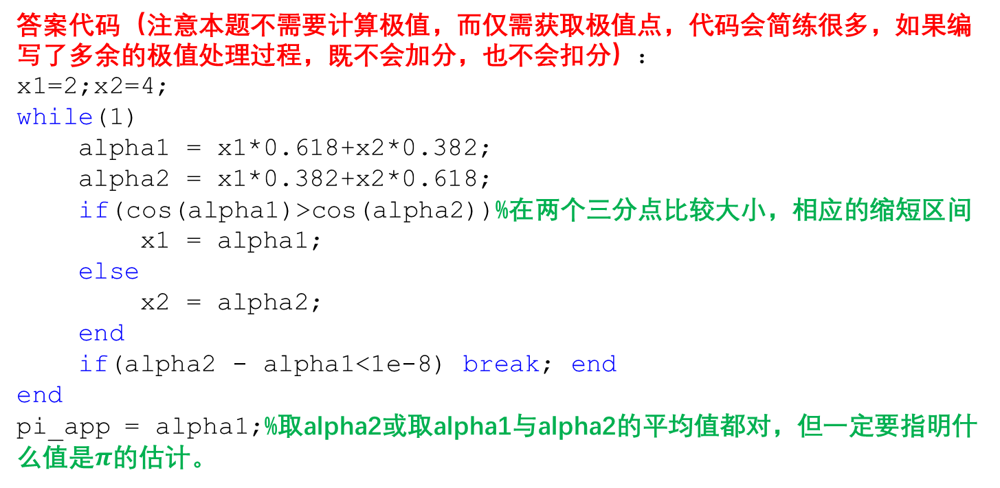 答案代码（注意本题不需要计算极值，而仅需获取极值点，代码会简练很多，如果编
写了多余的极值处理过程，既不会加分，也不会扣分）：
x1=2;x2=4;
while(1)
    alpha1 = x1*0.618+x2*0.382;
    alpha2 = x1*0.382+x2*0.618;
    if(cos(alpha1)>cos(alpha2))%在两个三分点比较大小，相应的缩短区间
        x1 = alpha1;
    else
        x2 = alpha2;
    end
    if(alpha2 - alpha1<1e-8) break; end
end
pi_app = alpha1;%取alpha2或取alpha1与alpha2的平均值都对，但一定要指明什
么值是π的估计。